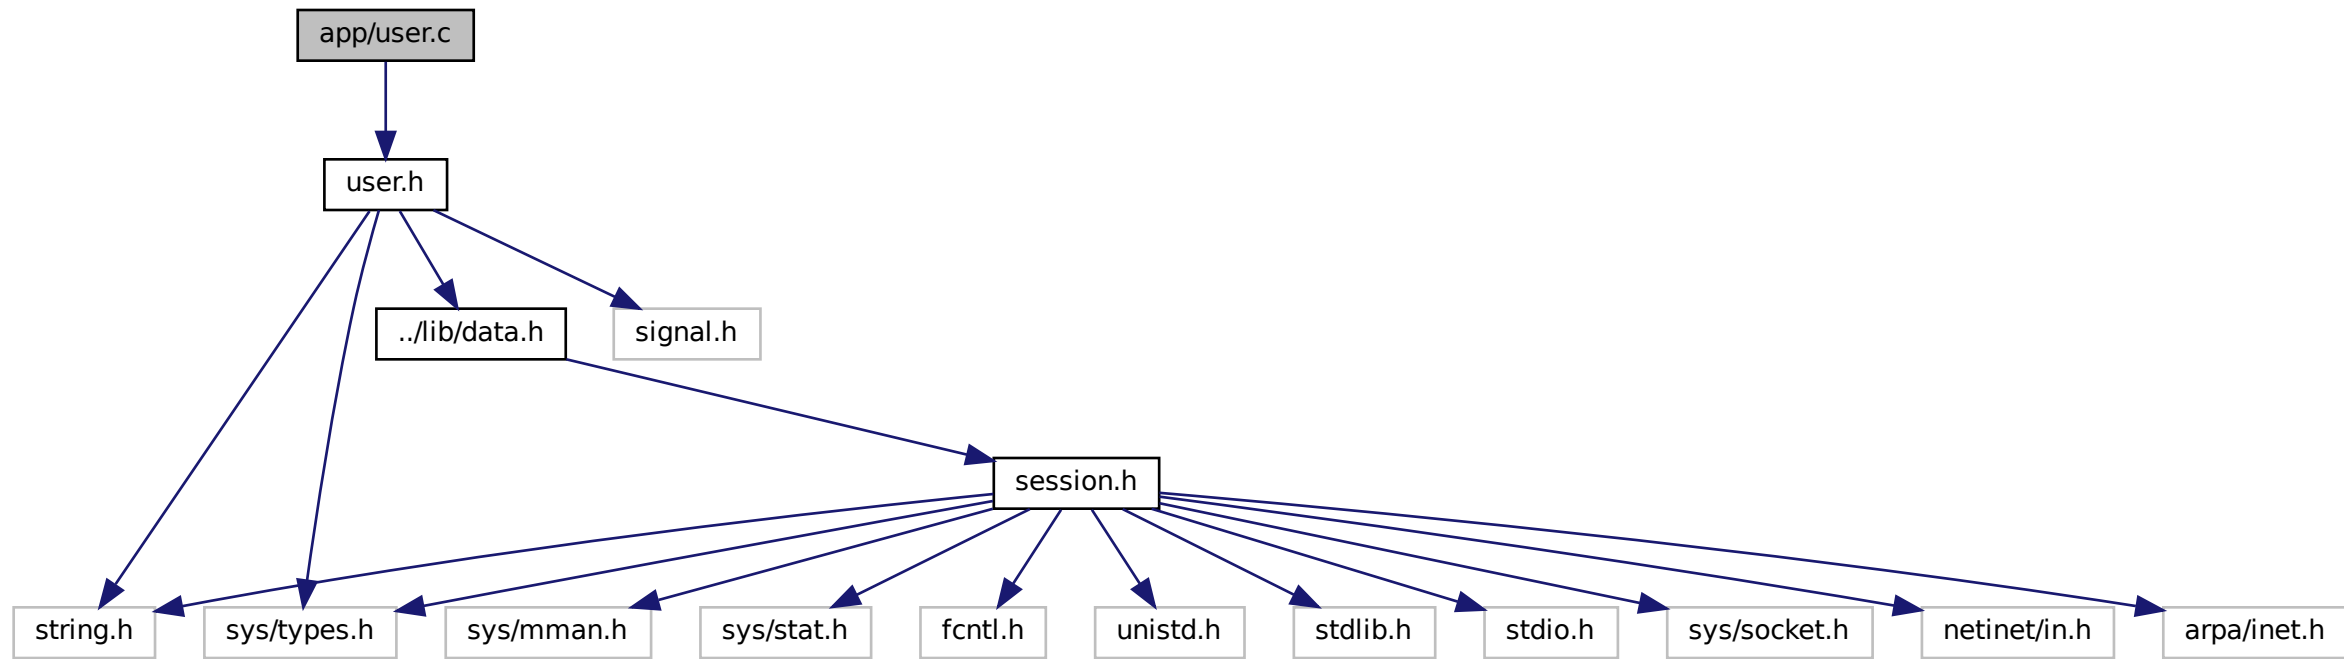 app/user.c
user.h
../lib/data.h
signal.h
session.h
string.h
sys/types.h
sys/mman.h
sys/stat.h
fcntl.h
unistd.h
stdlib.h
stdio.h
sys/socket.h
netinet/in.h
arpa/inet.h